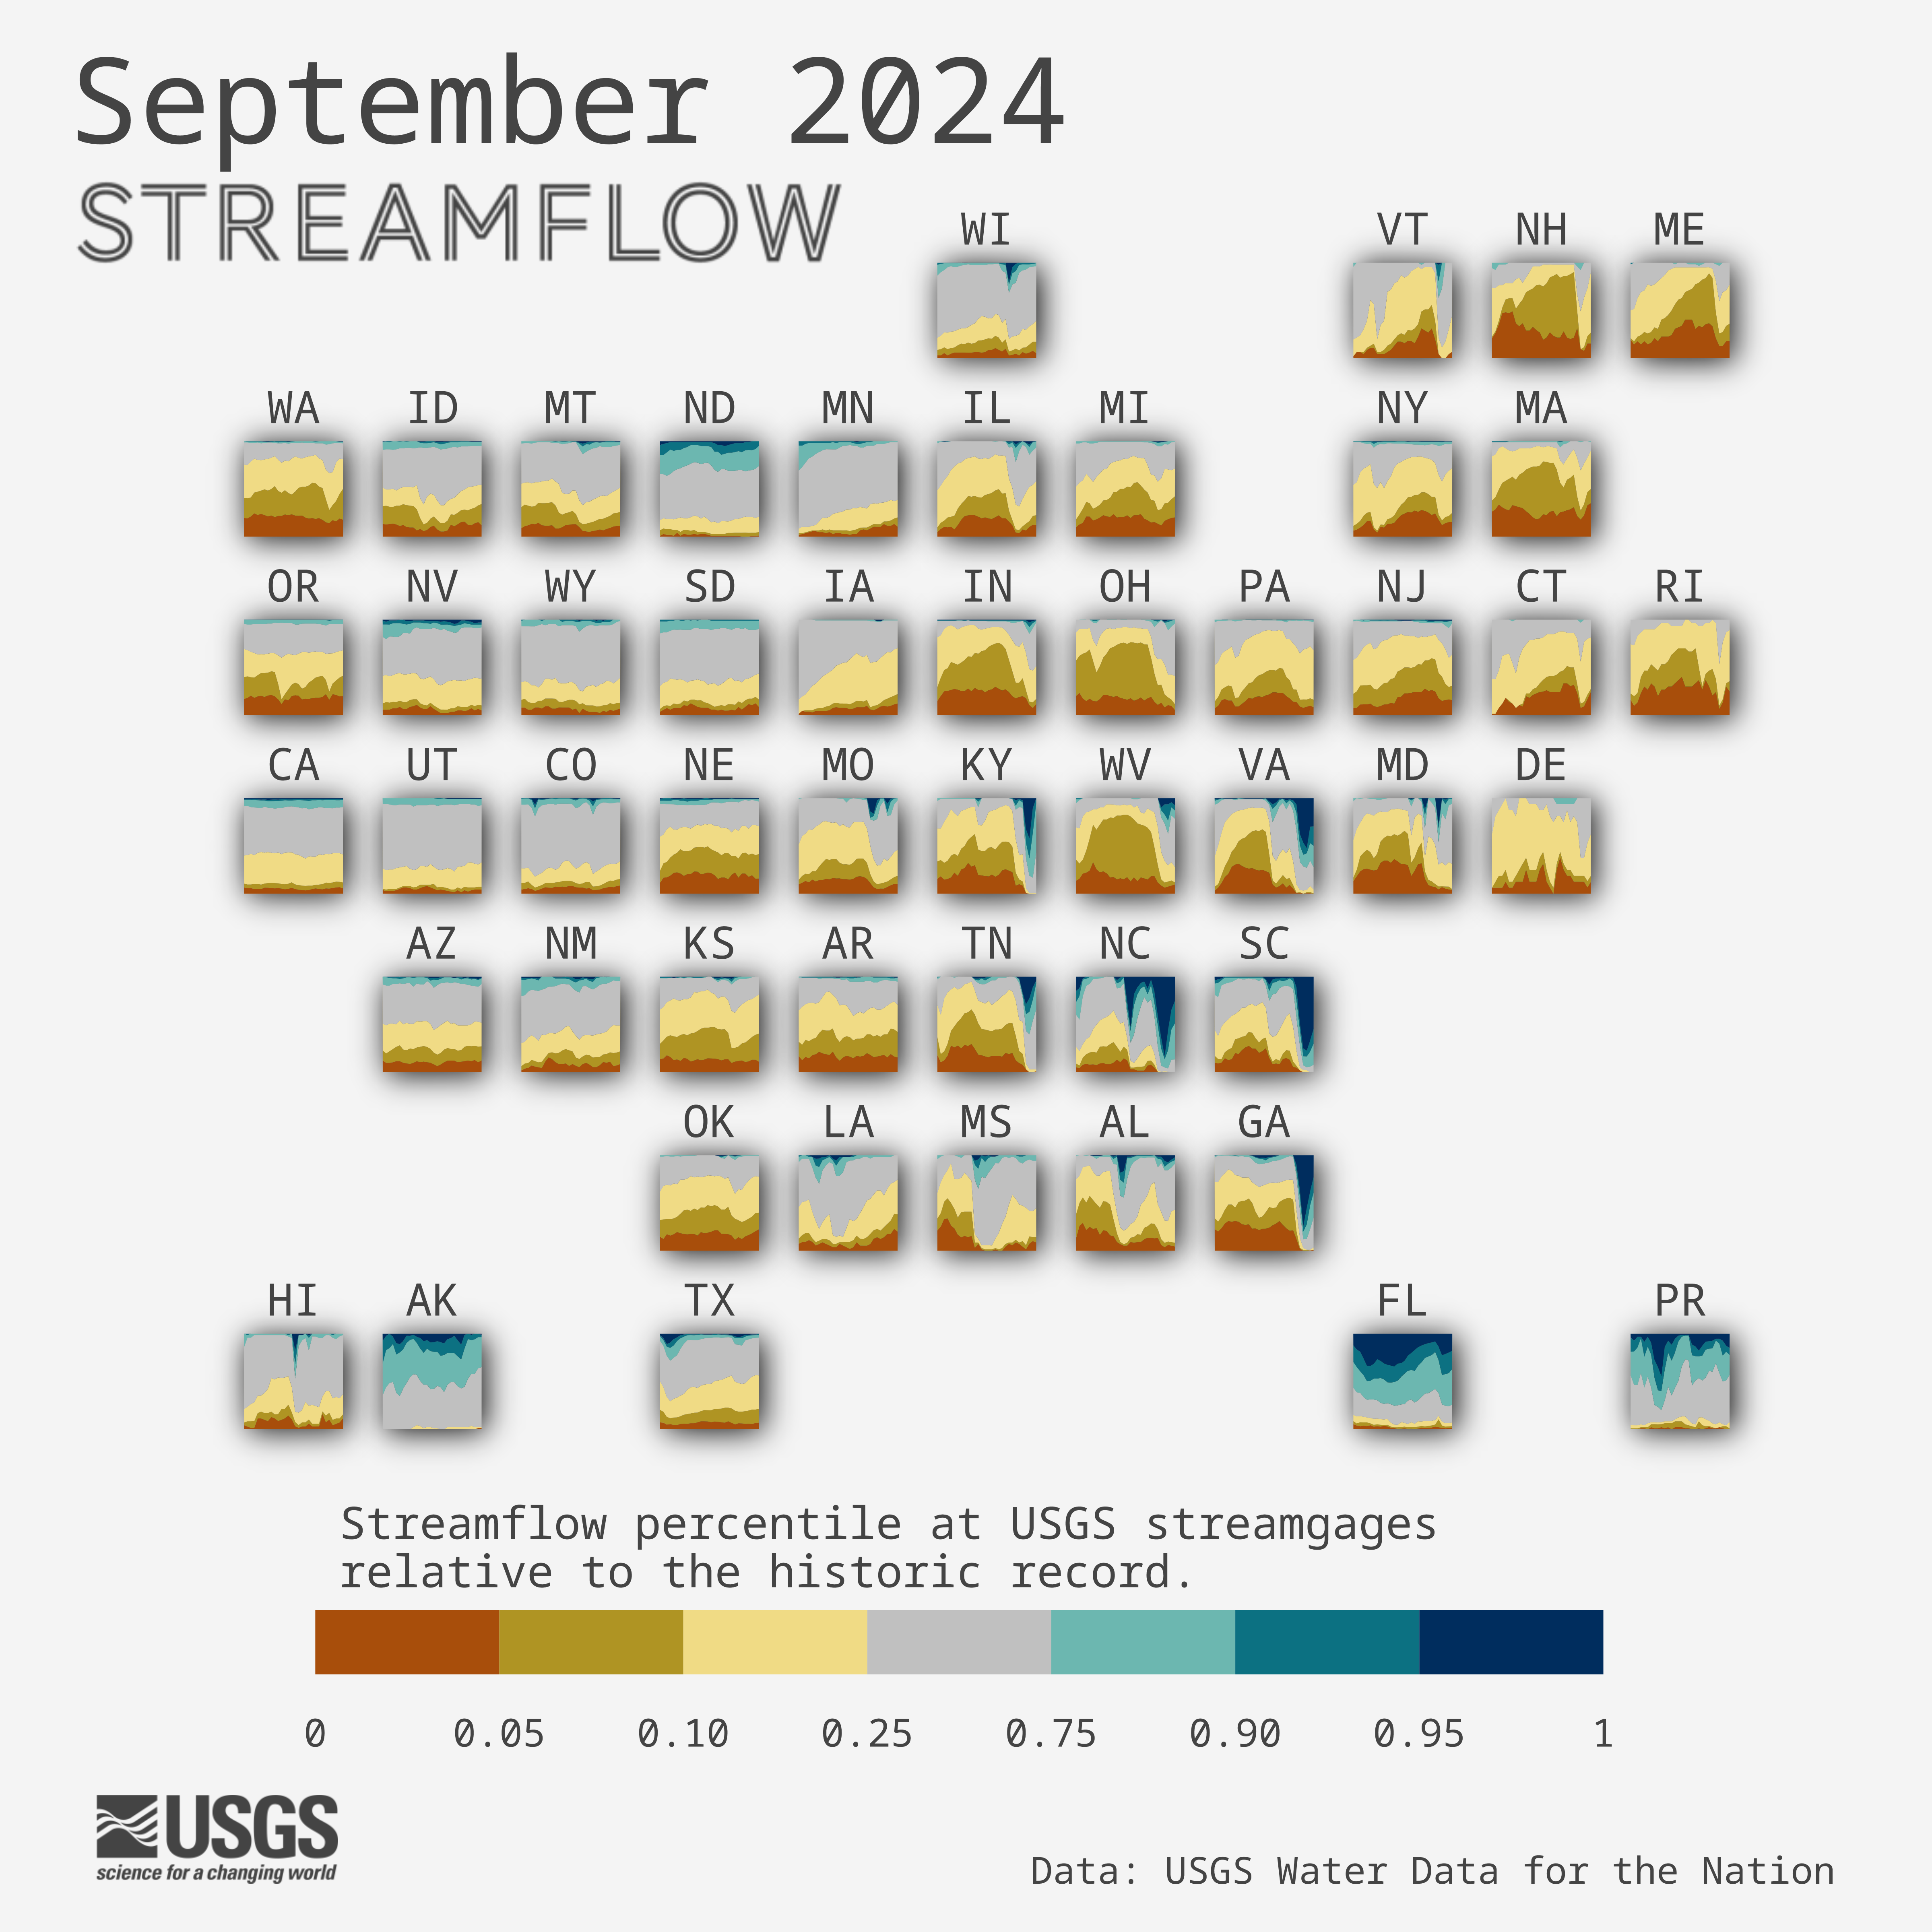 September 2024
STREAMFLOW
WI VT NH ME
WA ID MT ND MN IL MI NY MA
OR NV WY SD IA IN OH PA NJ CT RI
CA UT CO NE MO KY WV VA MD DE
AZ NM KS AR TN NC SC
OK LA MS AL GA
HI AK TX FL PR
Streamflow percentile at USGS streamgages
relative to the historic record.
0 0.05 0.10 0.25 0.75 0.90 0.95 1
USGS
science for a changing world
Data: USGS Water Data for the Nation